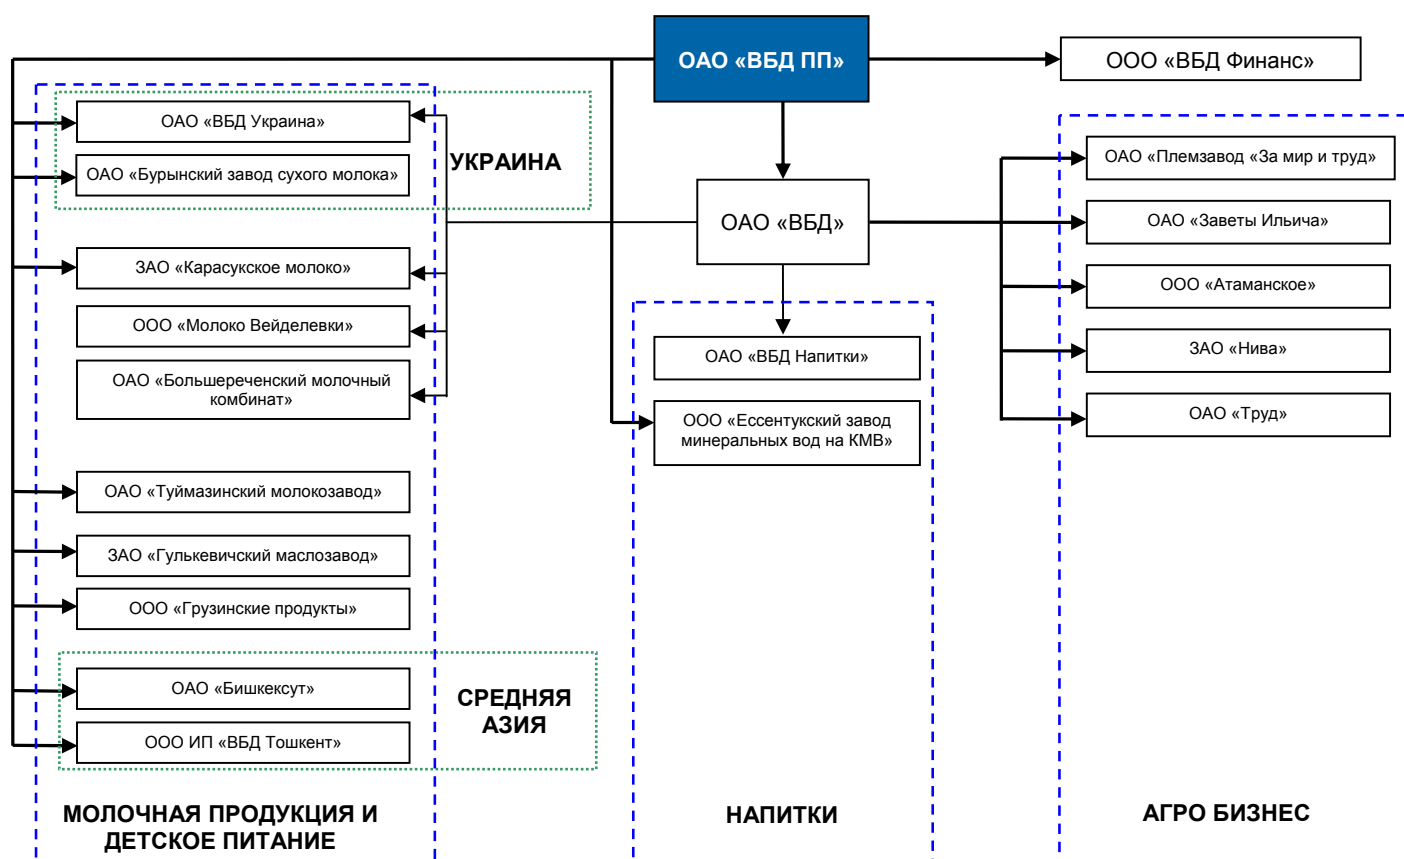 ОАО «ВБД ПП»
ООО «ВБД Финанс»
ОАО «ВБД Украина»
ОАО «Бурынский завод сухого молока»
УКРАИНА
ОАО «ВБД»
ОАО «Племзавод «За мир и труд»
ОАО «Заветы Ильича»
ООО «Атаманское»
ЗАО «Нива»
ОАО «Труд»
ЗАО «Карасукское молоко»
ООО «Молоко Вейделевки»
ОАО «Большереченский молочный
комбинат»
ОАО «ВБД Напитки»
ООО «Ессентукский завод
минеральных вод на КМВ»
ОАО «Туймазинский молокозавод»
ЗАО «Гулькевичский маслозавод»
ООО «Грузинские продукты»
ОАО «Бишкексут»
ООО ИП «ВБД Тошкент»
СРЕДНЯЯ
АЗИЯ
МОЛОЧНАЯ ПРОДУКЦИЯ И
ДЕТСКОЕ ПИТАНИЕ
НАПИТКИ
АГРО БИЗНЕС